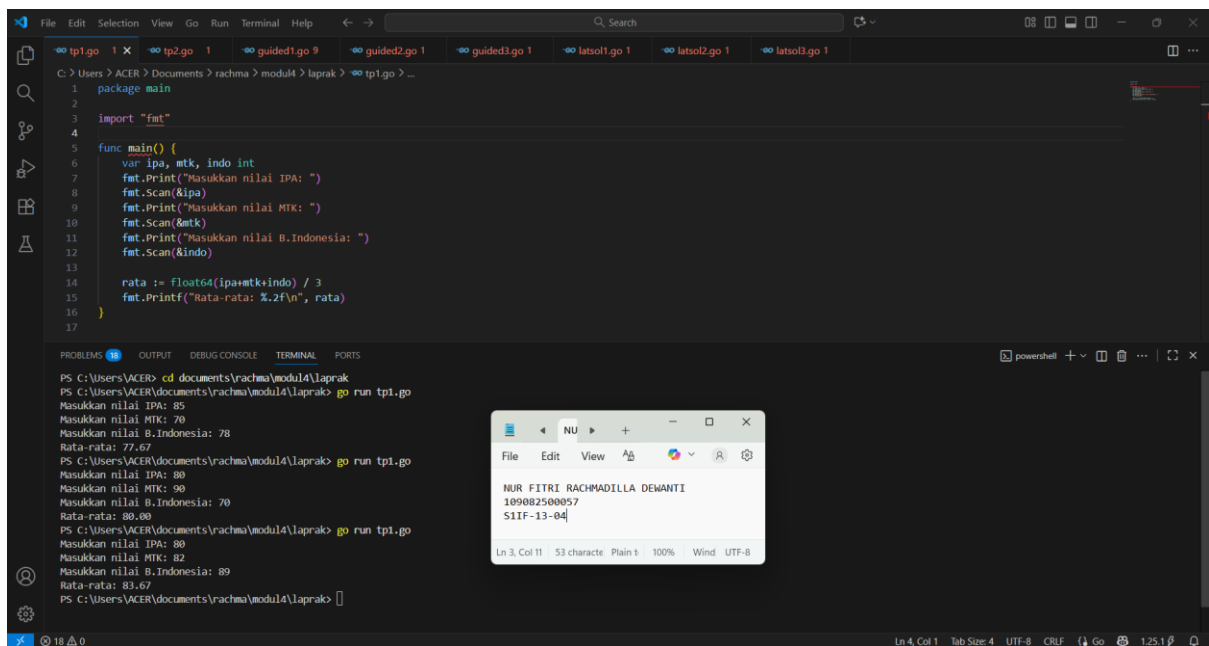 File Edit Selection View Go Run Terminal Help
Search
tp1.go 1
tp2.go 1
guided1.go 9
guided2.go 1
guided3.go 1
latsol1.go 1
latsol2.go 1
latsol3.go 1
C: > Users > ACER > Documents > rachma > modul4 > laprak > tp1.go > ...
1 package main
2
3 import "fmt"
4
5 func main() {
6 var ipa, mtk, indo int
7 fmt.Print("Masukkan nilai IPA: ")
8 fmt.Scan(&ipa)
9 fmt.Print("Masukkan nilai MTK: ")
10 fmt.Scan(&mtk)
11 fmt.Print("Masukkan nilai B.Indonesia: ")
12 fmt.Scan(&indo)
13
14 rata := float64(ipa+mtk+indo) / 3
15 fmt.Printf("Rata-rata: %.2f\n", rata)
16 }
17
PROBLEMS 18 OUTPUT DEBUG CONSOLE TERMINAL PORTS
powershell
PS C:\Users\ACER> cd documents\rachma\modul4\laprak
PS C:\Users\ACER\documents\rachma\modul4\laprak> go run tp1.go
Masukkan nilai IPA: 85
Masukkan nilai MTK: 70
Masukkan nilai B.Indonesia: 78
Rata-rata: 77.67
PS C:\Users\ACER\documents\rachma\modul4\laprak> go run tp1.go
Masukkan nilai IPA: 80
Masukkan nilai MTK: 90
Masukkan nilai B.Indonesia: 70
Rata-rata: 80.00
PS C:\Users\ACER\documents\rachma\modul4\laprak> go run tp1.go
Masukkan nilai IPA: 80
Masukkan nilai MTK: 82
Masukkan nilai B.Indonesia: 89
Rata-rata: 83.67
PS C:\Users\ACER\documents\rachma\modul4\laprak>
NU
File Edit View
NUR FITRI RACHMADILLA DEWANTI
109082500057
S1IF-13-04
Ln 3, Col 11 53 characte Plain t 100% Wind UTF-8
18 0
Ln 4, Col 1 Tab Size: 4 UTF-8 CRLF Go 1.25.1